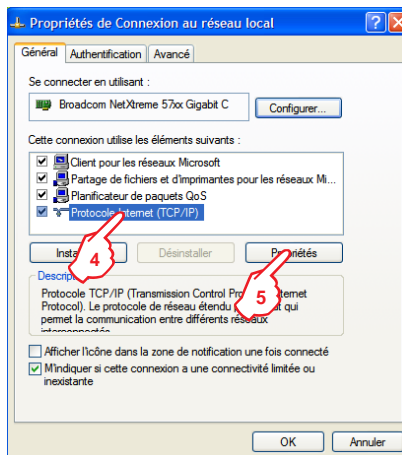 Propriétés de Connexion au réseau local
Général Authentification Avancé
Se connecter en utilisant :
Broadcom NetXtreme 57xx Gigabit C Configurer...
Cette connexion utilise les éléments suivants :
Client pour les réseaux Microsoft
Partage de fichiers et d'imprimantes pour les réseaux Mi...
Planificateur de paquets QoS
Protocole Internet (TCP/IP)
4
Désinstaller
Propriétés
5
Protocole TCP/IP (Transmission Control
Protocol). Le protocole de réseau étendu qui
permet la communication entre différents réseaux
interconnectés
Afficher l'icône dans la zone de notification une fois connecté
M'indiquer si cette connexion a une connectivité limitée ou
inexistante
OK Annuler